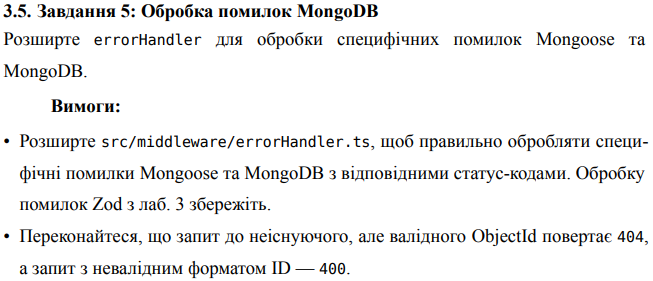 3.5. Завдання 5: Обробка помилок MongoDB
Розширте errorHandler для обробки специфічних помилок Mongoose та
MongoDB.
Вимоги:
• Розширте src/middleware/errorHandler.ts, щоб правильно обробляти специ-
фічні помилки Mongoose та MongoDB з відповідними статус-кодами. Обробку
помилок Zod з лаб. 3 збережіть.
• Переконайтеся, що запит до неіснуючого, але валідного ObjectId повертає 404,
а запит з невалідним форматом ID — 400.